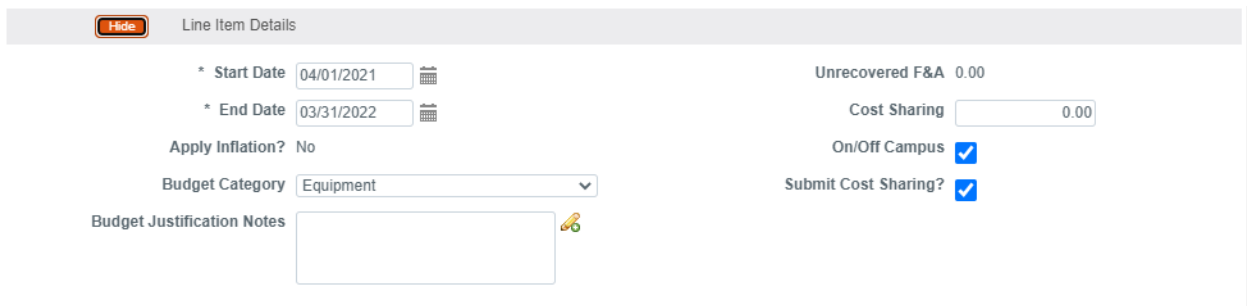 Hide Line Item Details
* Start Date 04/01/2021 Unrecovered F&A 0.00
* End Date 03/31/2022 Cost Sharing 0.00
Apply Inflation? No On/Off Campus
Budget Category Equipment Submit Cost Sharing?
Budget Justification Notes